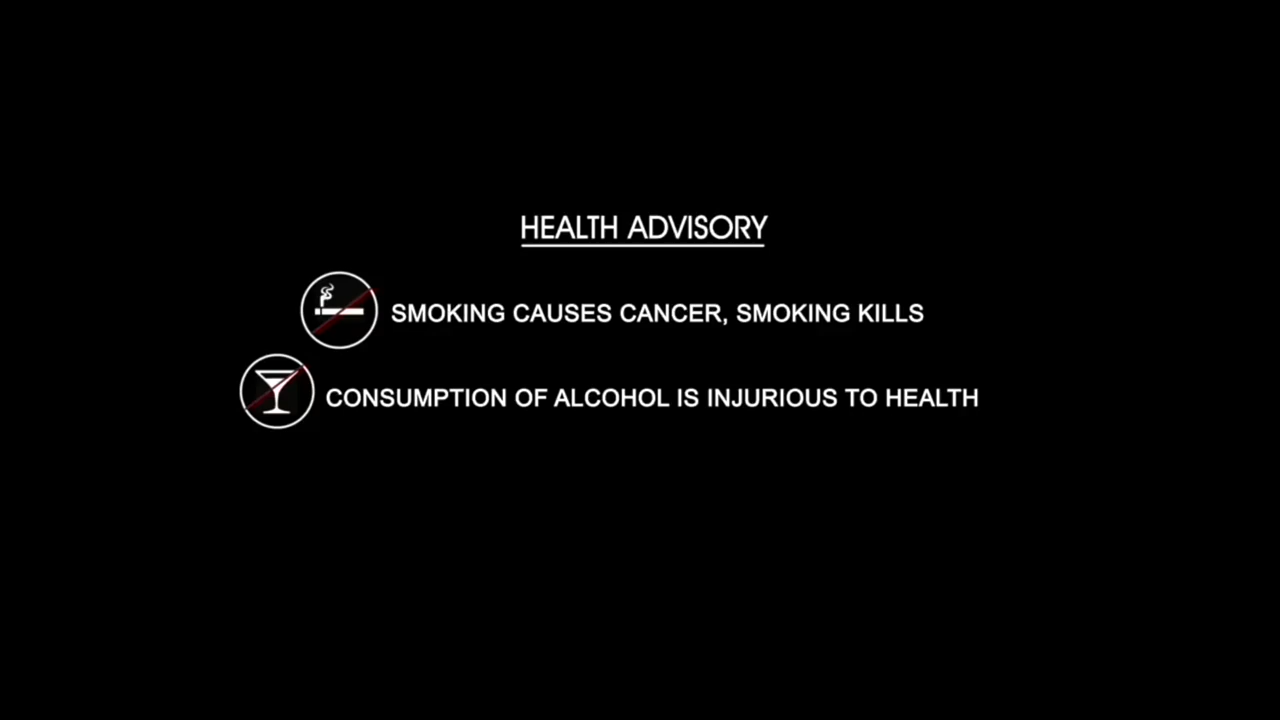 HEALTH ADVISORY
SMOKING CAUSES CANCER, SMOKING KILLS
CONSUMPTION OF ALCOHOL IS INJURIOUS TO HEALTH